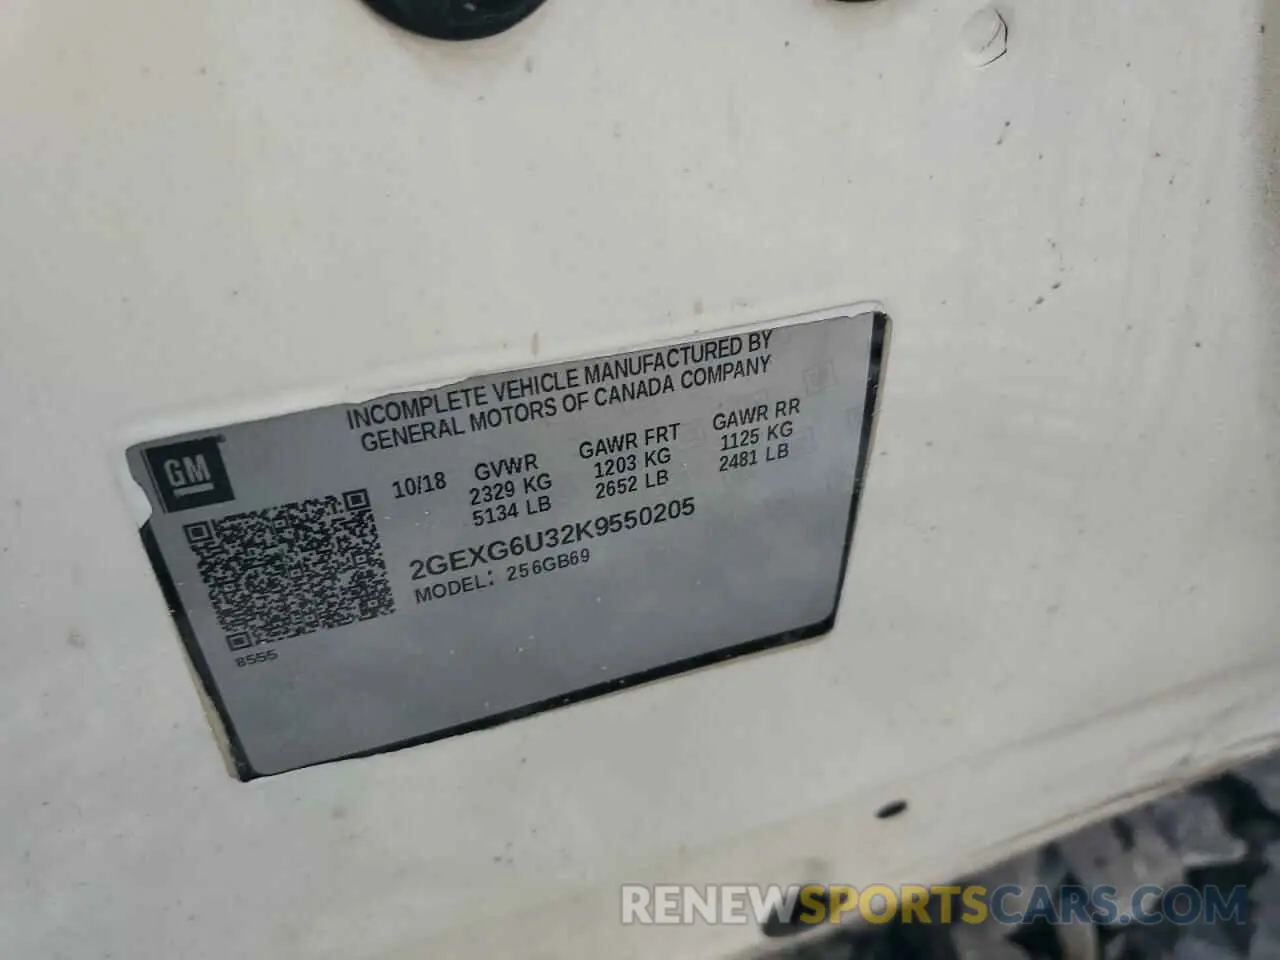 INCOMPLETE VEHICLE MANUFACTURED BY
GENERAL MOTORS OF CANADA COMPANY
GM
10/18 GVWR GAWR FRT GAWR RR
2329 KG 1203 KG 1125 KG
5134 LB 2652 LB 2481 LB
2GEXG6U32K9550205
MODEL: 256GB69
8555
RENEWSPORTSCARS.COM